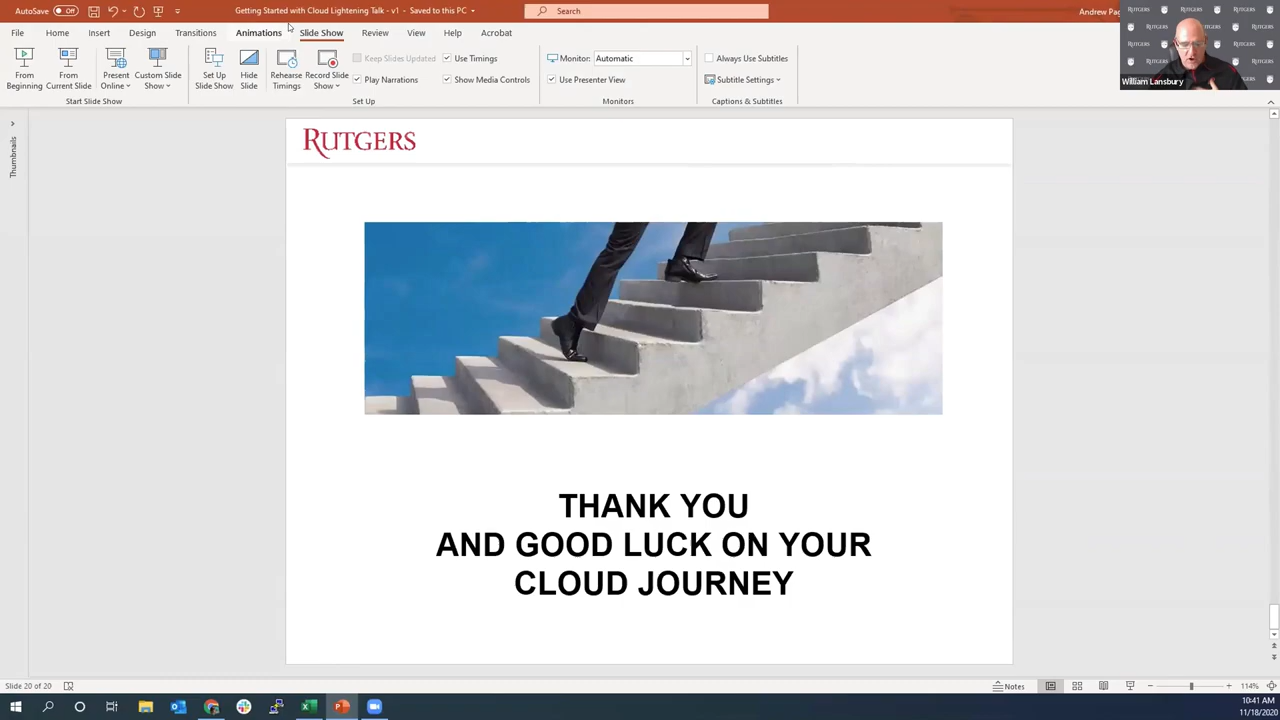 AutoSave Off
Getting Started with Cloud Lightening Talk - v1 - Saved to this PC
Search
Andrew Pag
File Home Insert Design Transitions Animations Slide Show Review View Help Acrobat
From Beginning
From Current Slide
Present Online
Custom Slide Show
Set Up Slide Show
Hide Slide
Rehearse Timings
Record Slide Show
Keep Slides Updated
Play Narrations
Use Timings
Show Media Controls
Monitor: Automatic
Use Presenter View
Always Use Subtitles
Subtitle Settings
Start Slide Show
Set Up
Monitors
Captions & Subtitles
RUTGERS
William Lansbury
Thumbnails
RUTGERS
THANK YOU
AND GOOD LUCK ON YOUR
CLOUD JOURNEY
Slide 20 of 20
Notes
114%
10:41 AM
11/18/2020